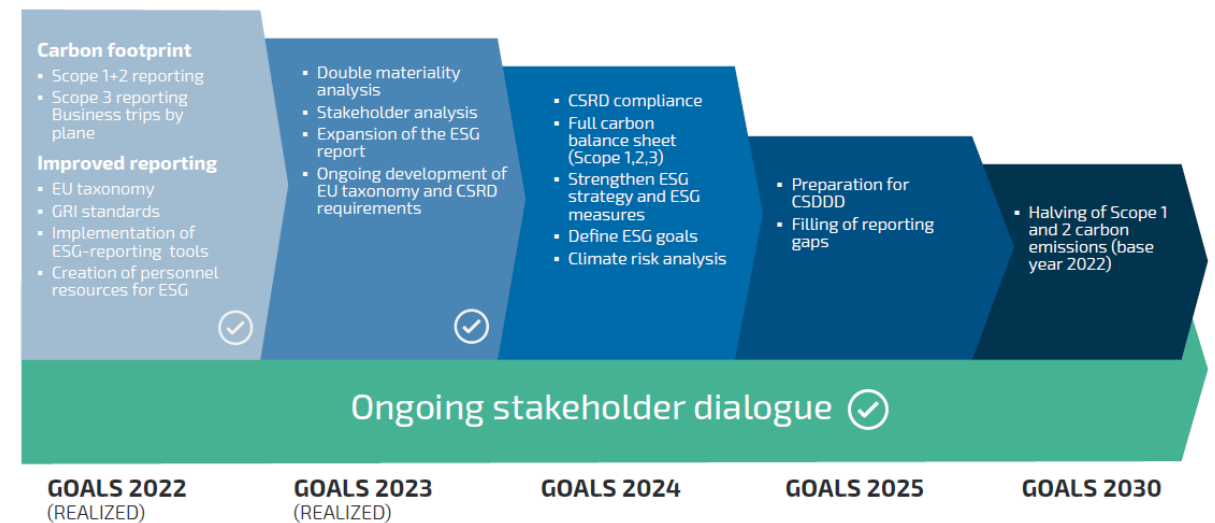 Carbon footprint
▪ Scope 1+2 reporting
▪ Scope 3 reporting
Business trips by
plane
Improved reporting
▪ EU taxonomy
▪ GRI standards
▪ Implementation of
ESG-reporting tools
▪ Creation of personnel
resources for ESG
▪ Double materiality
analysis
▪ Stakeholder analysis
▪ Expansion of the ESG
report
▪ Ongoing development of
EU taxonomy and CSRD
requirements
▪ CSRD compliance
▪ Full carbon
balance sheet
(Scope 1,2,3)
▪ Strengthen ESG
strategy and ESG
measures
▪ Define ESG goals
▪ Climate risk analysis
▪ Preparation for
CSDDD
▪ Filling of reporting
gaps
▪ Halving of Scope 1
and 2 carbon
emissions (base
year 2022)
Ongoing stakeholder dialogue
GOALS 2022
(REALIZED)
GOALS 2023
(REALIZED)
GOALS 2024
GOALS 2025
GOALS 2030